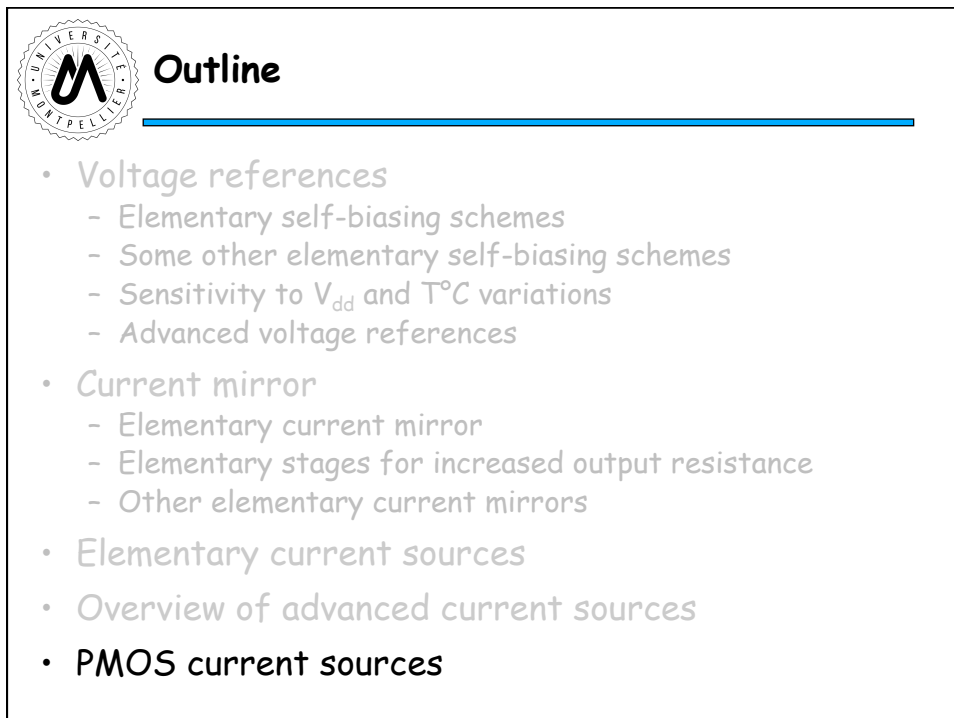 UNIVERSITÉ MONTPELLIER
Outline
• Voltage references
– Elementary self-biasing schemes
– Some other elementary self-biasing schemes
– Sensitivity to Vdd and T°C variations
– Advanced voltage references
• Current mirror
– Elementary current mirror
– Elementary stages for increased output resistance
– Other elementary current mirrors
• Elementary current sources
• Overview of advanced current sources
• PMOS current sources